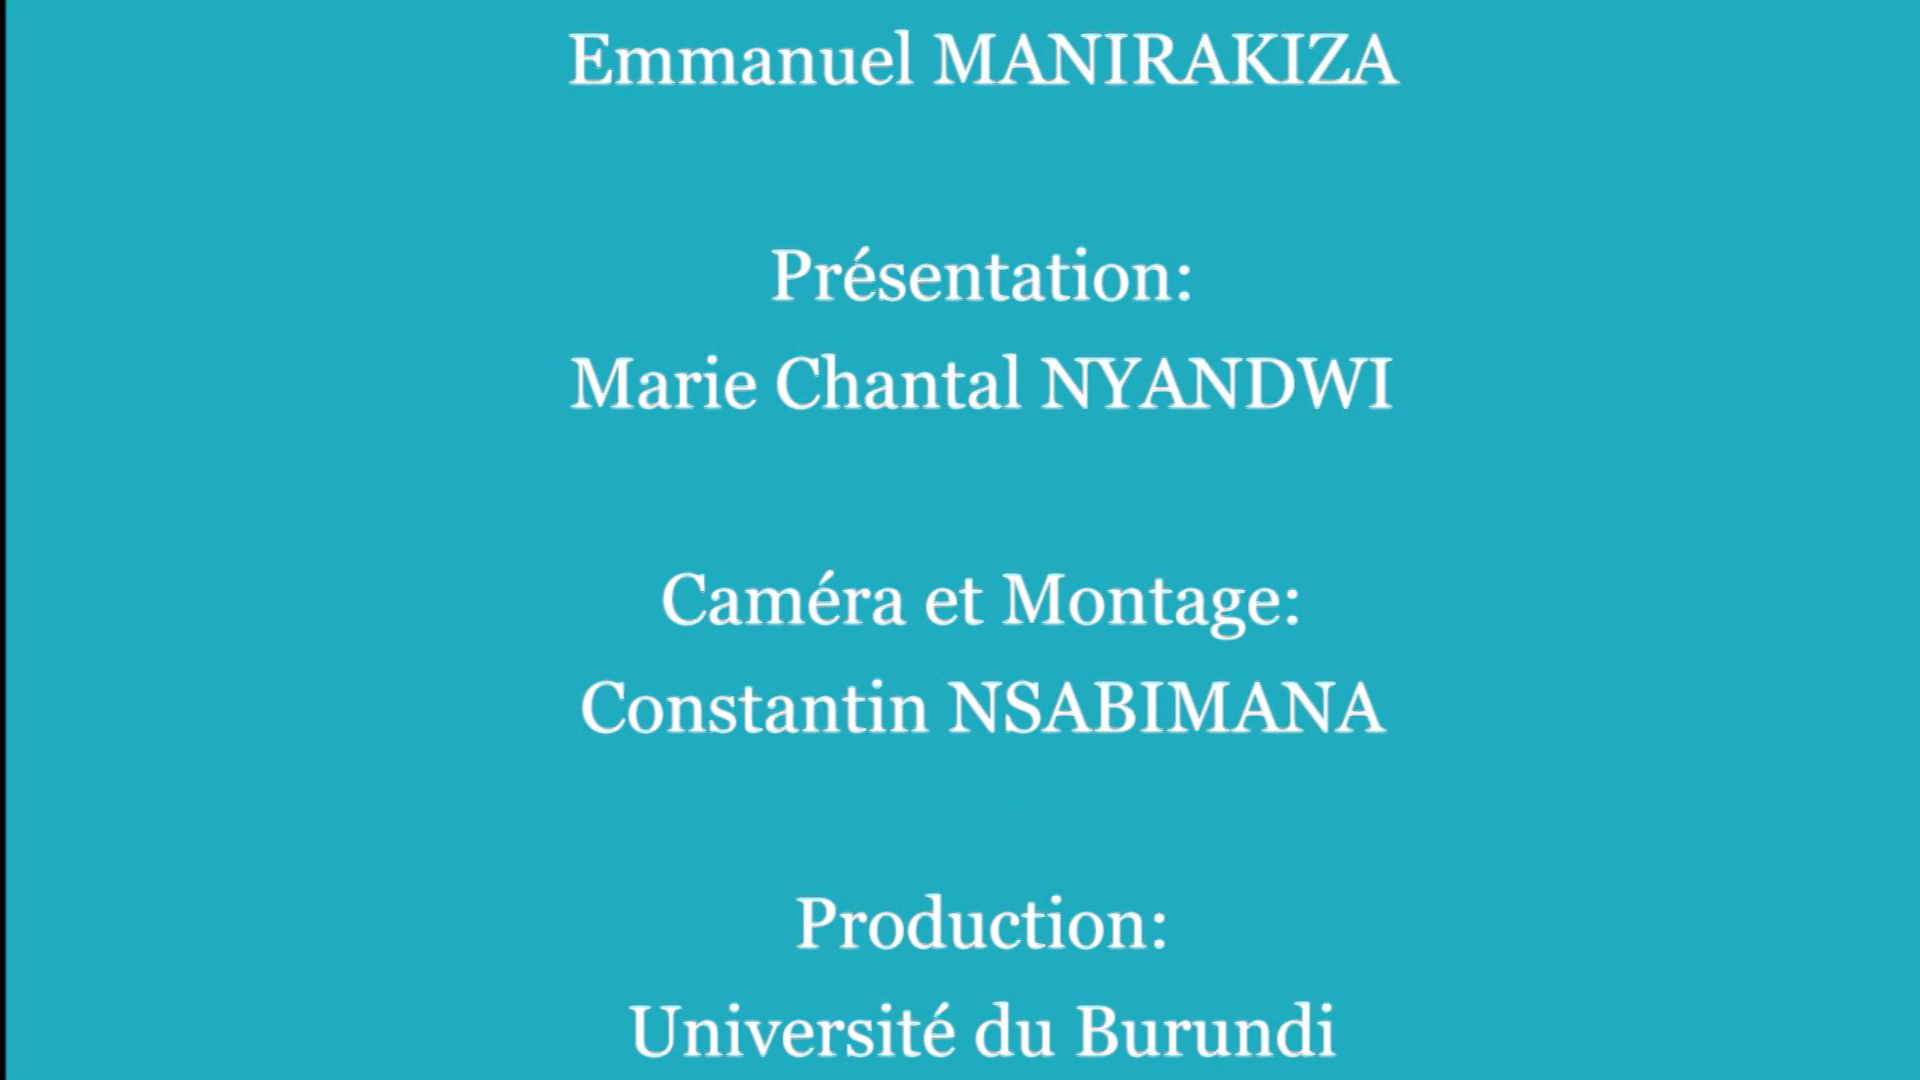 Emmanuel MANIRAKIZA
Présentation:
Marie Chantal NYANDWI
Caméra et Montage:
Constantin NSABIMANA
Production:
Université du Burundi